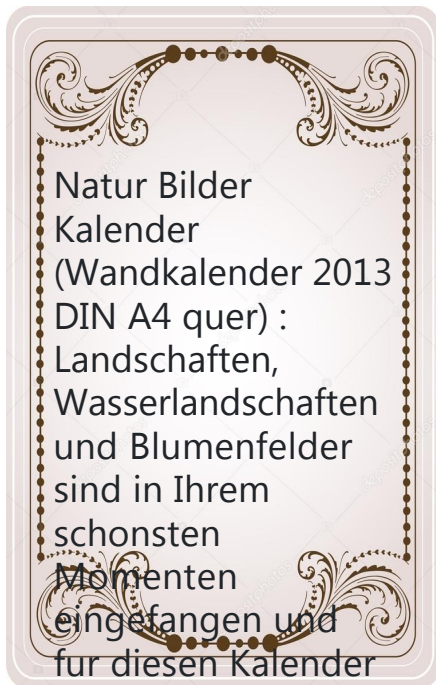 Natur Bilder
Kalender
(Wandkalender 2013
DIN A4 quer) :
Landschaften,
Wasserlandschaften
und Blumenfelder
sind in Ihrem
schonsten
Momenten
eingefangen und
fur diesen Kalender